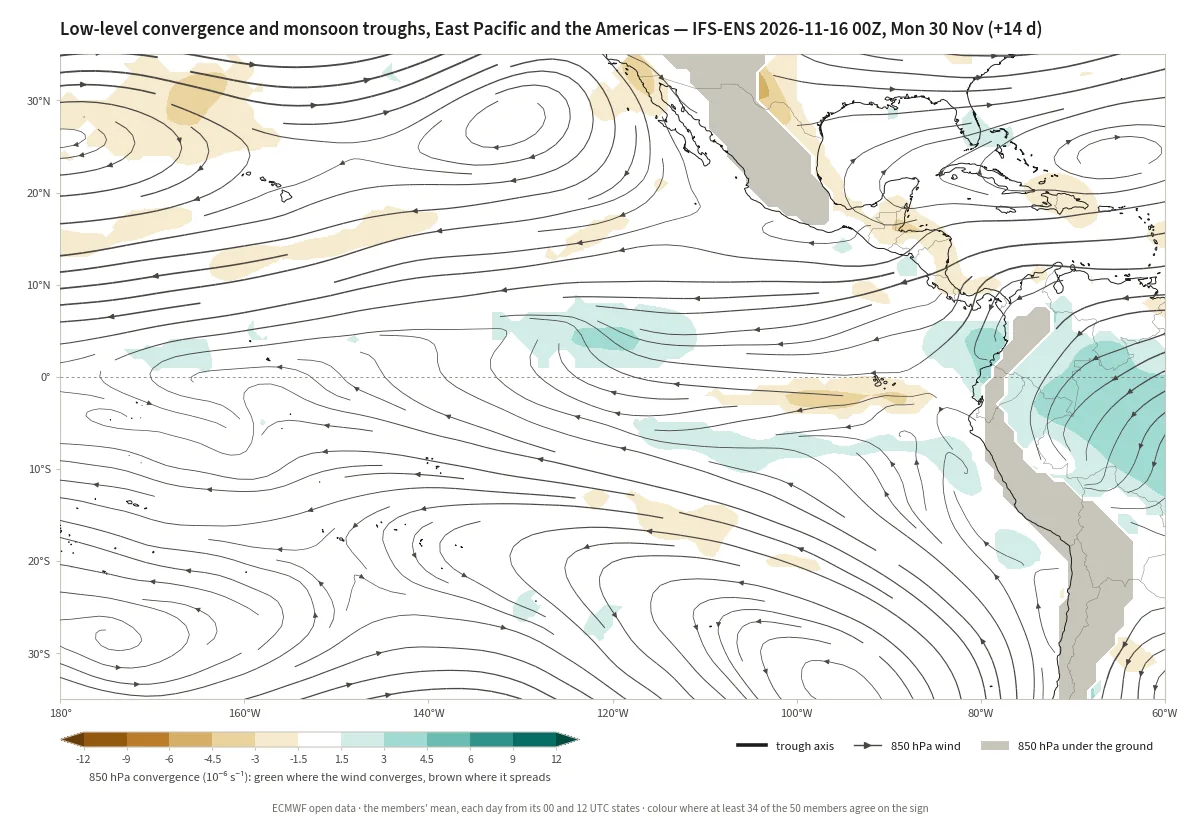 Low-level convergence and monsoon troughs, East Pacific and the Americas — IFS-ENS 2026-11-16 00Z, Mon 30 Nov (+14 d)
30°N
20°N
10°N
0°
10°S
20°S
30°S
180° 160°W 140°W 120°W 100°W 80°W 60°W
-12 -9 -6 -4.5 -3 -1.5 1.5 3 4.5 6 9 12
850 hPa convergence (10⁻⁶ s⁻¹): green where the wind converges, brown where it spreads
trough axis 850 hPa wind 850 hPa under the ground
ECMWF open data · the members' mean, each day from its 00 and 12 UTC states · colour where at least 34 of the 50 members agree on the sign